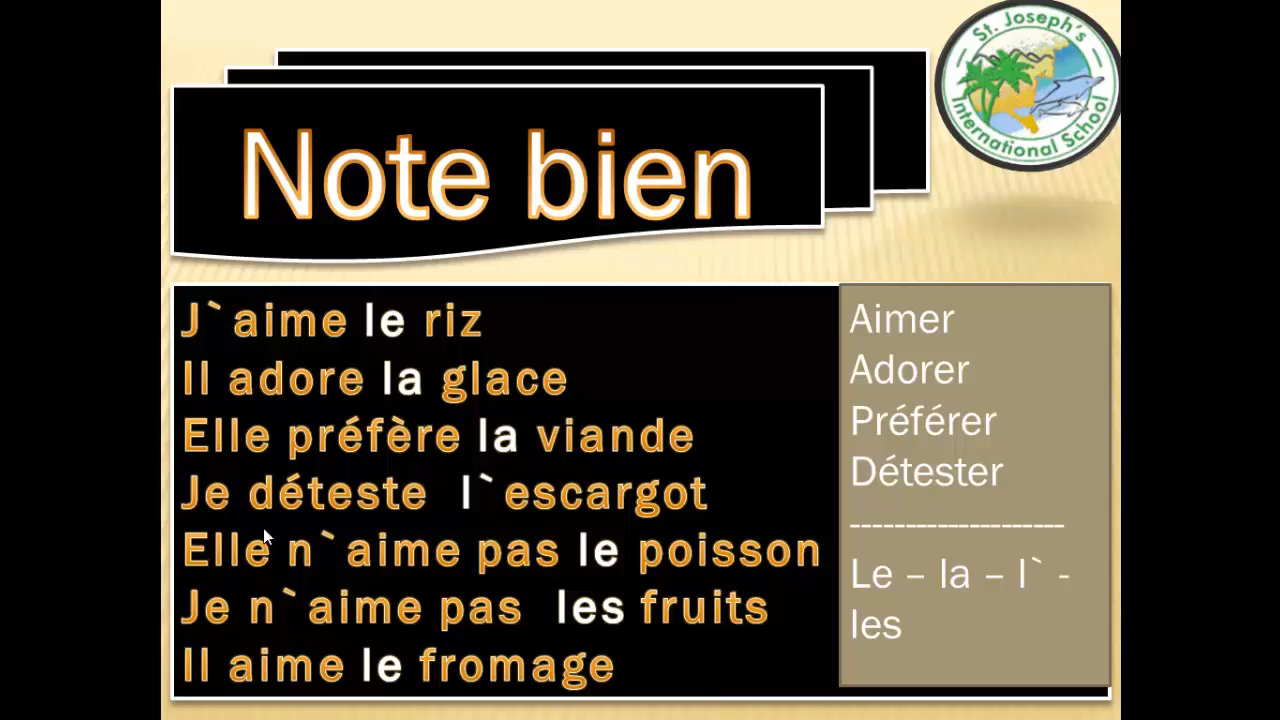 St. Joseph's
International School
Note bien
J`aime le riz
Il adore la glace
Elle préfère la viande
Je déteste l`escargot
Elle n`aime pas le poisson
Je n`aime pas les fruits
Il aime le fromage
Aimer
Adorer
Préférer
Détester
--------------------
Le – la – l` -
les